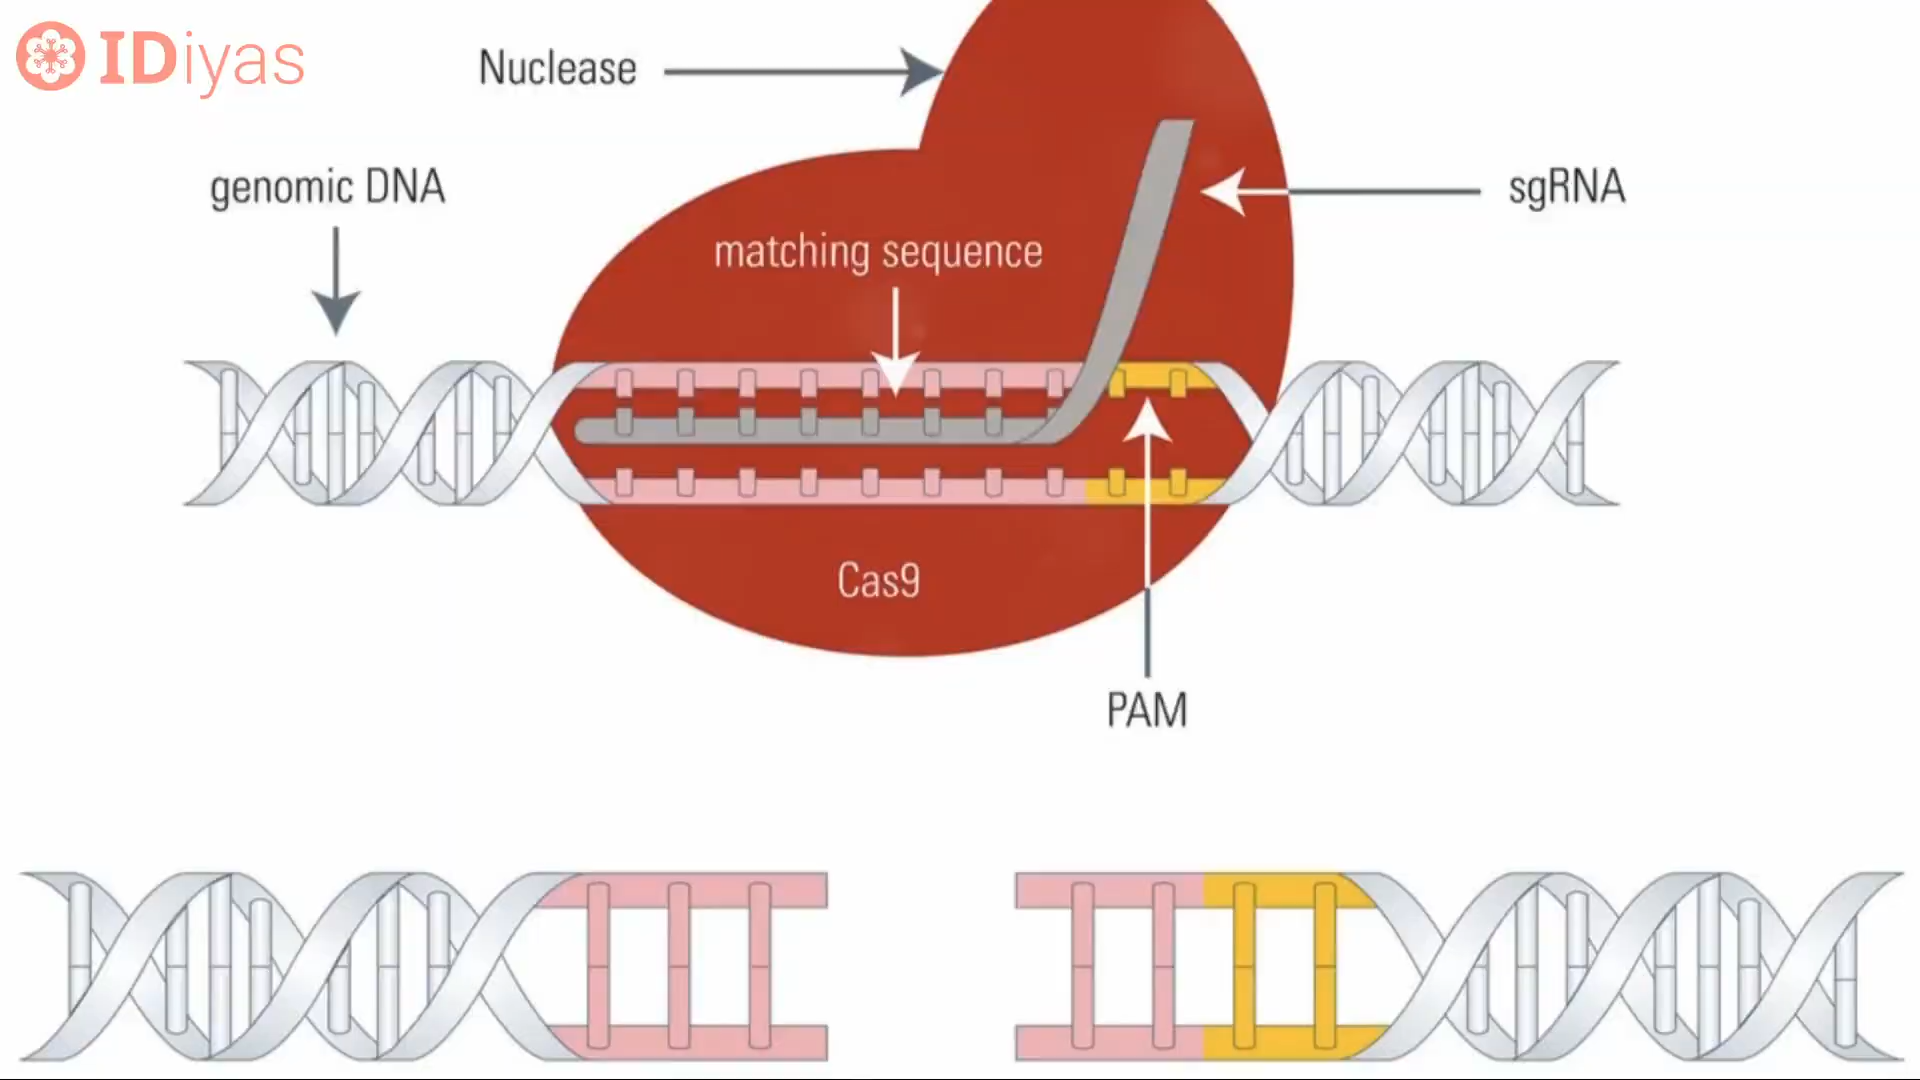 IDiyas
Nuclease
genomic DNA
sgRNA
matching sequence
Cas9
PAM